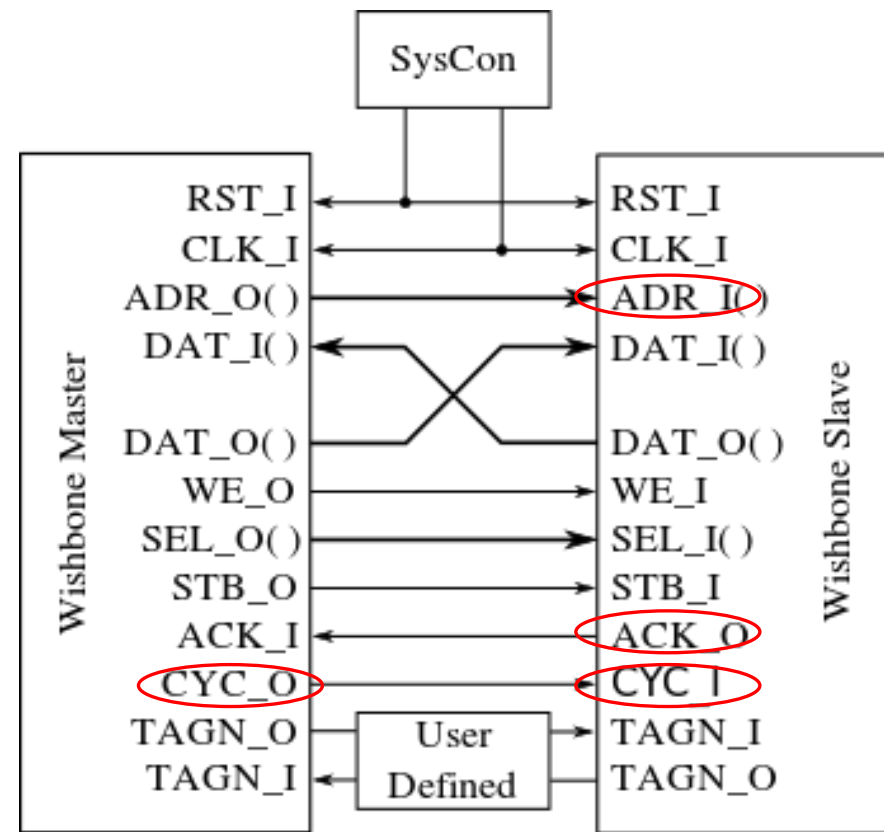 SysCon
Wishbone Master
RST_I
CLK_I
ADR_O()
DAT_I()
DAT_O()
WE_O
SEL_O()
STB_O
ACK_I
CYC_O
TAGN_O
TAGN_I
User
Defined
RST_I
CLK_I
ADR_I()
DAT_I()
DAT_O()
WE_I
SEL_I()
STB_I
ACK_O
CYC_I
TAGN_I
TAGN_O
Wishbone Slave